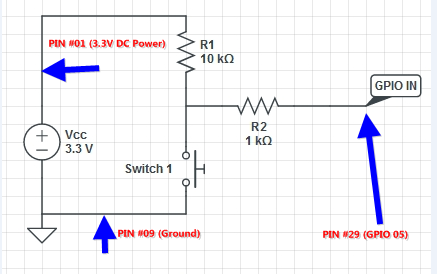 PIN #01 (3.3V DC Power)
R1
10 kΩ
GPIO IN
R2
1 kΩ
Vcc
3.3 V
Switch 1
PIN #09 (Ground)
PIN #29 (GPIO 05)